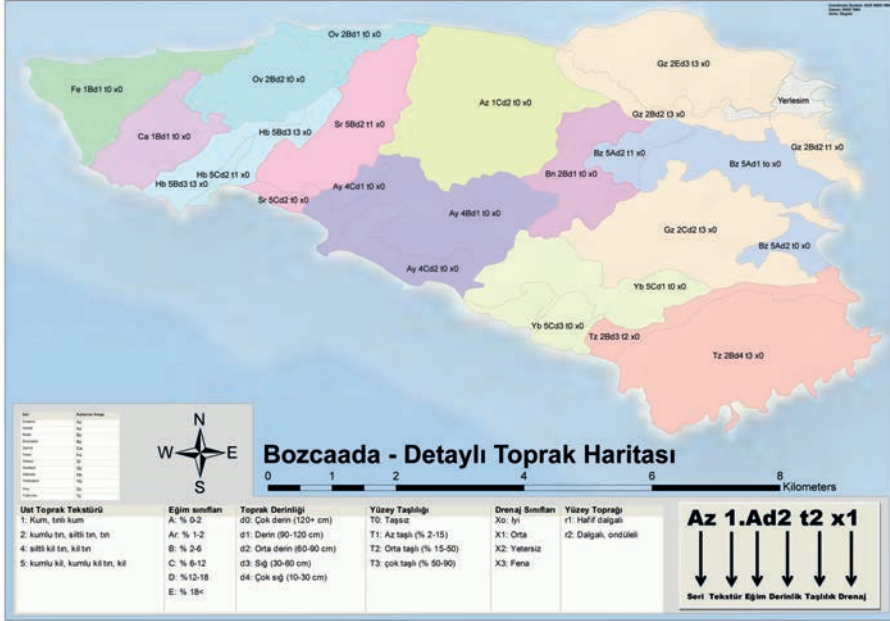 Ov 2Bd1 t0 x0
Fe 1Bd1 t0 x0
Ov 2Bd2 t0 x0
Gz 2Ed3 t3 x0
Az 1Cd2 t0 x0
Yerlesim
Gz 2Bd2 t3 x0
Ca 1Bd1 t0 x0
Hb 5Bd3 t3 x0
Sr 5Bd2 t1 x0
Gz 2Bd2 t1 x0
Bz 5Ad2 t1 x0
Bz 5Ad1 to x0
Hb 5Cd2 t1 x0
Hb 5Bd3 t3 x0
Bn 2Bd1 t0 x0
Ay 4Cd1 t0 x0
Sr 5Cd2 t0 x0
Ay 4Bd1 t0 x0
Gz 2Cd2 t3 x0
Bz 5Ad2 t0 x0
Ay 4Cd2 t0 x0
Yb 5Cd1 t0 x0
Yb 5Cd3 t0 x0
Tz 2Bd3 t2 x0
Tz 2Bd4 t3 x0
N
W E
S
Bozcaada - Detaylı Toprak Haritası
0 2 4 6 8
Kilometers
Ust Toprak Tekstürü
1: Kum, tınlı kum
2: kumlu tın, siltli tın, tın
4: siltli kil tın, kil tın
5: kumlu kil, kumlu kil tın, kil
Eğim sınıfları
A: % 0-2
Ar: % 1-2
B: % 2-6
C: % 6-12
D: %12-18
E: % 18<
Toprak Derinliği
d0: Çok derin (120+ cm)
d1: Derin (90-120 cm)
d2: Orta derin (60-90 cm)
d3: Sığ (30-60 cm)
d4: Çok sığ (10-30 cm)
Yüzey Taşlılığı
T0: Taşsız
T1: Az taşlı (% 2-15)
T2: Orta taşlı (% 15-50)
T3: çok taşlı (% 50-90)
Drenaj Sınıfları
Xo: İyi
X1: Orta
X2: Yetersiz
X3: Fena
Yüzey Toprağı
r1: Hafif dalgalı
r2: Dalgalı, ondüleli
Az 1.Ad2 t2 x1
Seri Tekstür Eğim Derinlik Taşlılık Drenaj